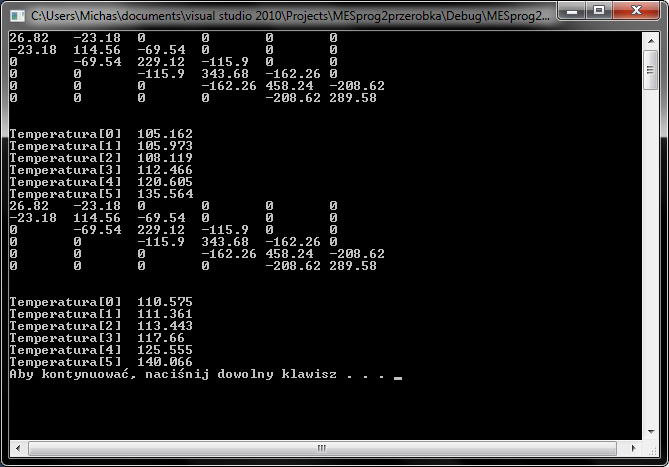 C:\Users\Michas\documents\visual studio 2010\Projects\MESprog2przerobka\Debug\MESprog2...
26.82 -23.18 0 0 0 0
-23.18 114.56 -69.54 0 0 0
0 -69.54 229.12 -115.9 0 0
0 0 -115.9 343.68 -162.26 0
0 0 0 -162.26 458.24 -208.62
0 0 0 0 -208.62 289.58
Temperatura[0] 105.162
Temperatura[1] 105.973
Temperatura[2] 108.119
Temperatura[3] 112.466
Temperatura[4] 120.605
Temperatura[5] 135.564
26.82 -23.18 0 0 0 0
-23.18 114.56 -69.54 0 0 0
0 -69.54 229.12 -115.9 0 0
0 0 -115.9 343.68 -162.26 0
0 0 0 -162.26 458.24 -208.62
0 0 0 0 -208.62 289.58
Temperatura[0] 110.575
Temperatura[1] 111.361
Temperatura[2] 113.443
Temperatura[3] 117.66
Temperatura[4] 125.555
Temperatura[5] 140.066
Aby kontynuować, naciśnij dowolny klawisz . . . _